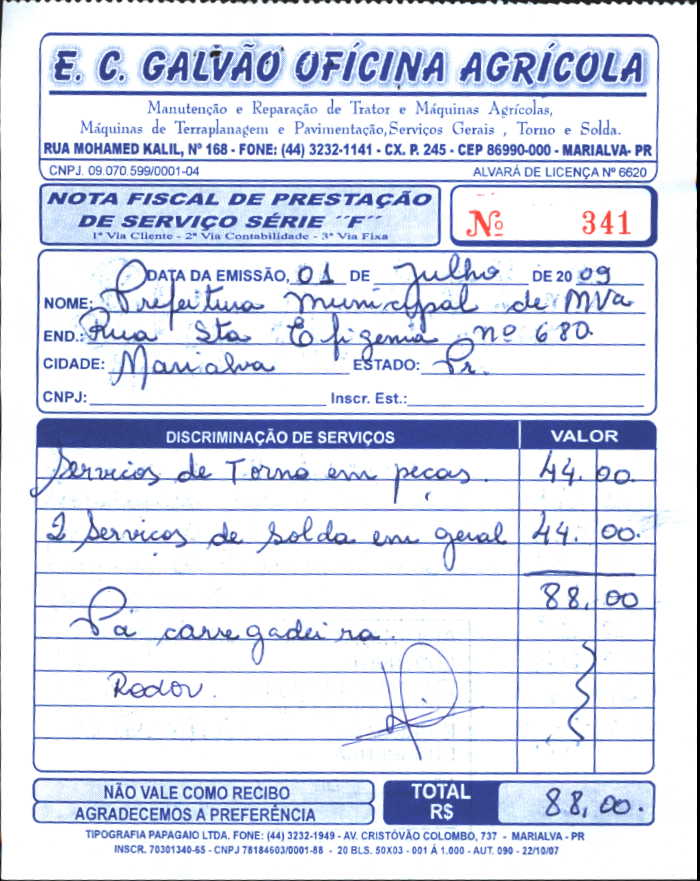 E. C. GALVÃO OFÍCINA AGRÍCOLA
Manutenção e Reparação de Trator e Máquinas Agrícolas,
Máquinas de Terraplanagem e Pavimentação,Serviços Gerais , Torno e Solda.
RUA MOHAMED KALIL, Nº 168 - FONE: (44) 3232-1141 - CX. P. 245 - CEP 86990-000 - MARIALVA- PR
CNPJ. 09.070.599/0001-04 ALVARÁ DE LICENÇA Nº 6620
NOTA FISCAL DE PRESTAÇÃO
DE SERVIÇO SÉRIE ´´F´´
1ª Via Cliente - 2ª Via Contabilidade - 3ª Via Fixa
Nº 341
DATA DA EMISSÃO, 01 DE Julho DE 2009
NOME: Prefeitura municipal de MVa
END.: Rua Sta Efigenia nº 680.
CIDADE: Marialva ESTADO: Pr.
CNPJ: Inscr. Est.:
DISCRIMINAÇÃO DE SERVIÇOS VALOR
Serviços de Torno em peças. 44.00.
2 Serviços de Solda em geral 44.00.
88,00
Pá carregadeira.
Rodov.
NÃO VALE COMO RECIBO
AGRADECEMOS A PREFERÊNCIA
TOTAL R$ 88,00.
TIPOGRAFIA PAPAGAIO LTDA. FONE: (44) 3232-1949 - AV. CRISTÓVÃO COLOMBO, 737 - MARIALVA - PR
INSCR. 70301340-65 - CNPJ 78184603/0001-88 - 20 BLS. 50X03 - 001 À 1.000 - AUT. 090 - 22/10/07